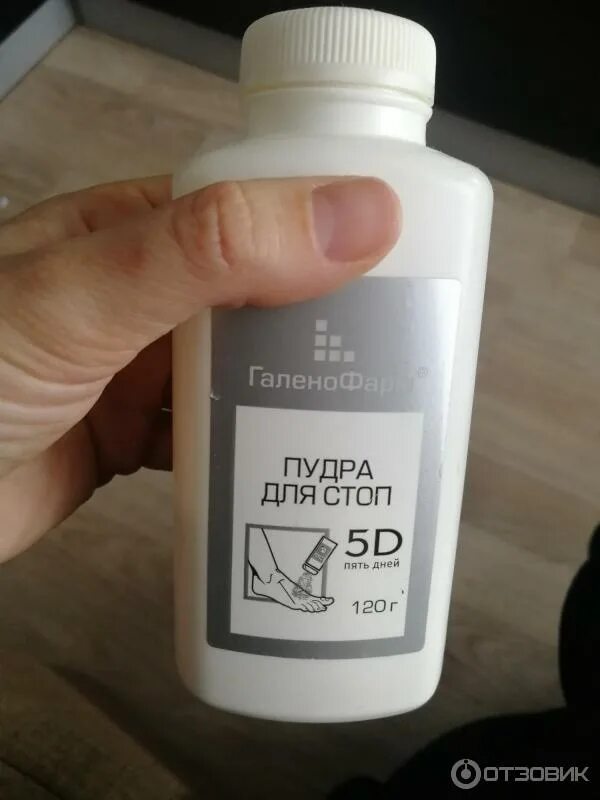 ГаленоФарм®
ПУДРА
ДЛЯ СТОП
5D
пять дней
120 г
ОТЗОВИК